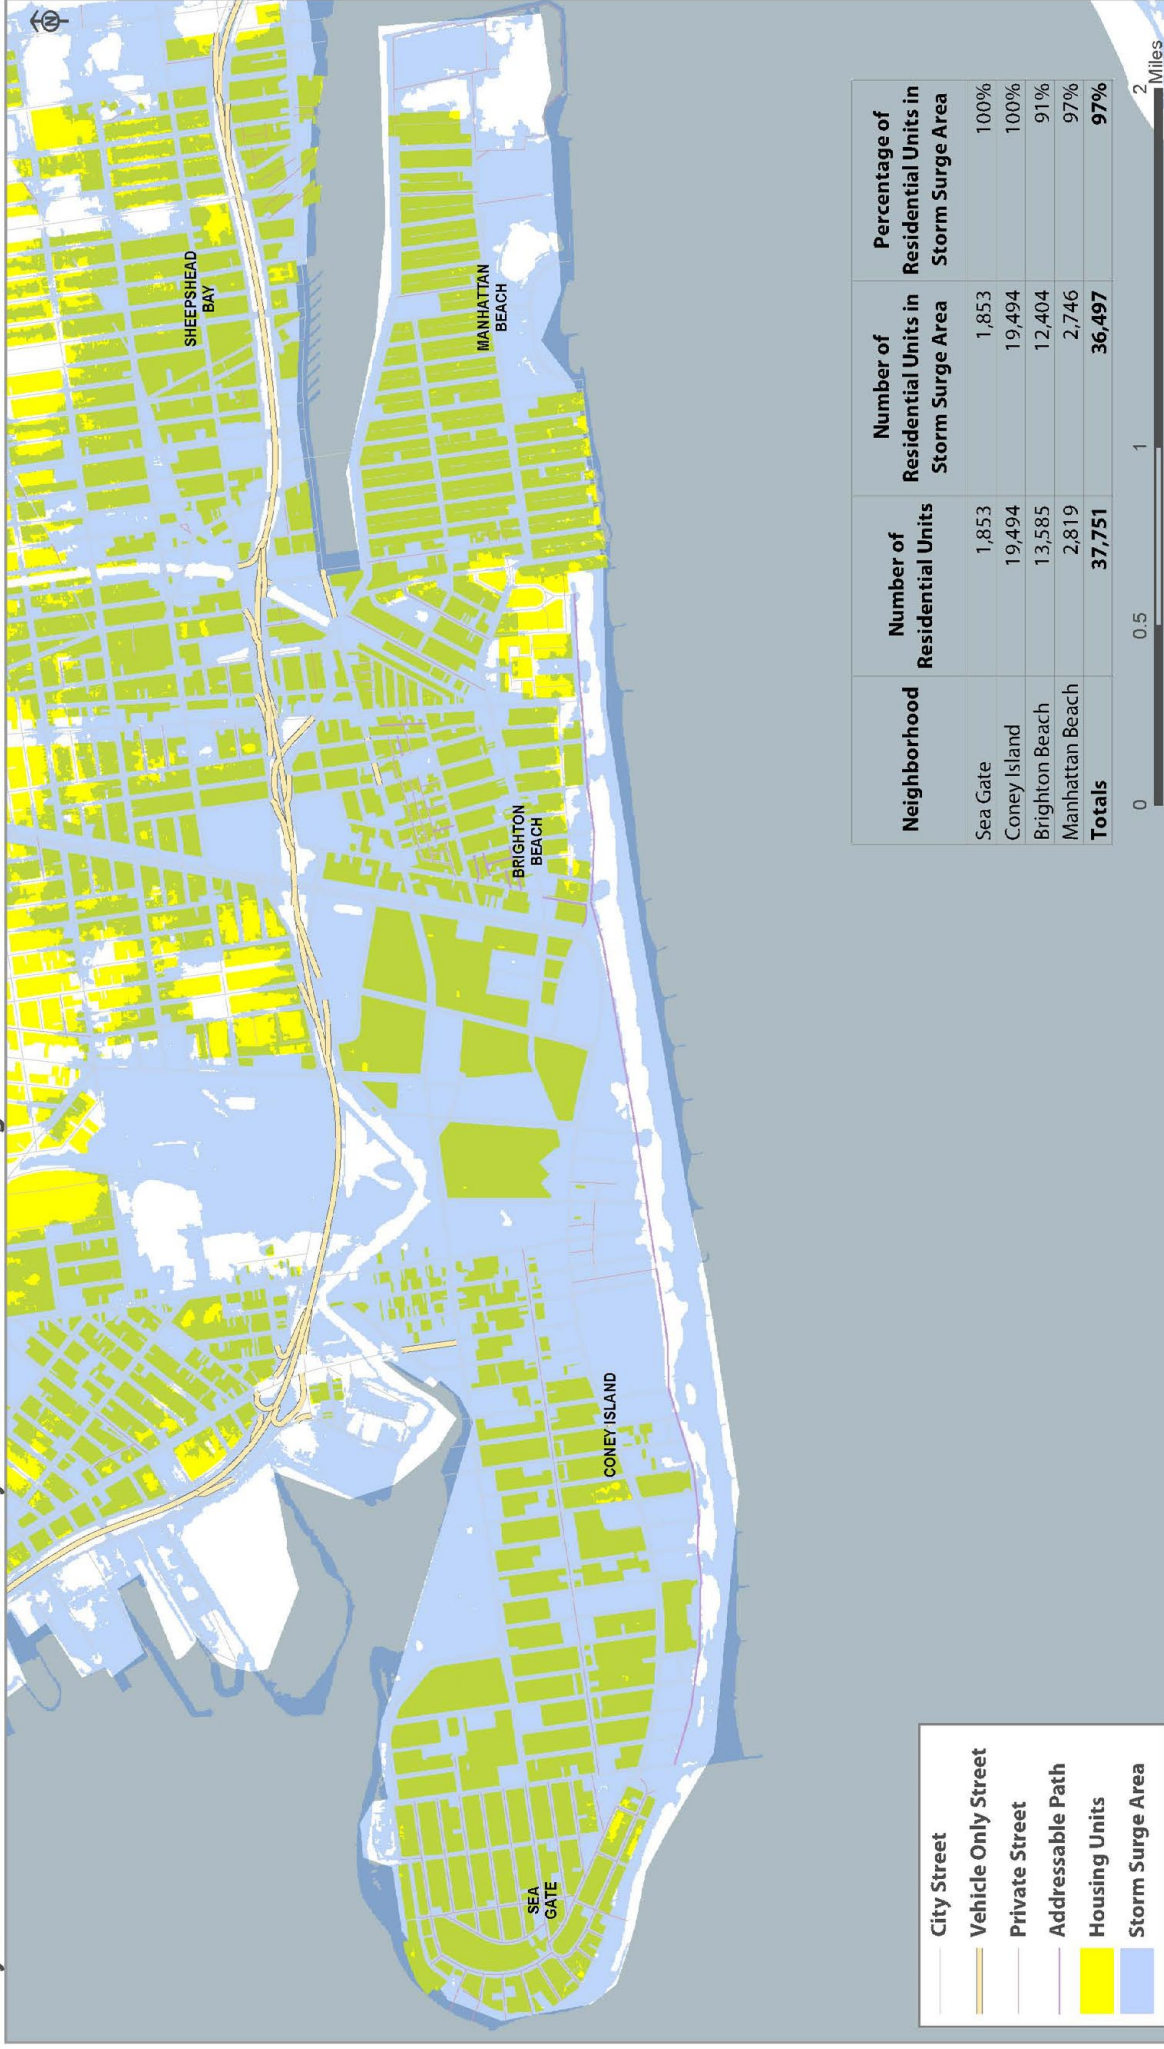 N
SHEEPSHEAD
BAY
MANHATTAN
BEACH
BRIGHTON
BEACH
CONEY ISLAND
SEA
GATE
City Street
Vehicle Only Street
Private Street
Addressable Path
Housing Units
Storm Surge Area
Neighborhood Number of Residential Units Number of Residential Units in Storm Surge Area Percentage of Residential Units in Storm Surge Area
Sea Gate 1,853 1,853 100%
Coney Island 19,494 19,494 100%
Brighton Beach 13,585 12,404 91%
Manhattan Beach 2,819 2,746 97%
Totals 37,751 36,497 97%
0 0.5 1 2
Miles